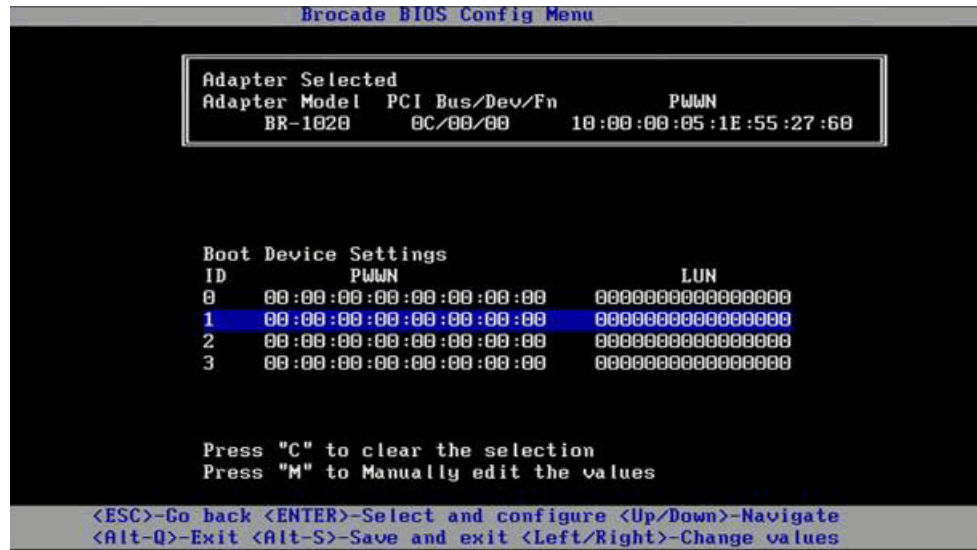 Brocade BIOS Config Menu
Adapter Selected
Adapter Model PCI Bus/Dev/Fn PWWN
BR-1020 0C/00/00 10:00:00:05:1E:55:27:60
Boot Device Settings
ID PWWN LUN
0 00:00:00:00:00:00:00:00 0000000000000000
1 00:00:00:00:00:00:00:00 0000000000000000
2 00:00:00:00:00:00:00:00 0000000000000000
3 00:00:00:00:00:00:00:00 0000000000000000
Press "C" to clear the selection
Press "M" to Manually edit the values
<ESC>-Go back <ENTER>-Select and configure <Up/Down>-Navigate
<Alt-Q>-Exit <Alt-S>-Save and exit <Left/Right>-Change values